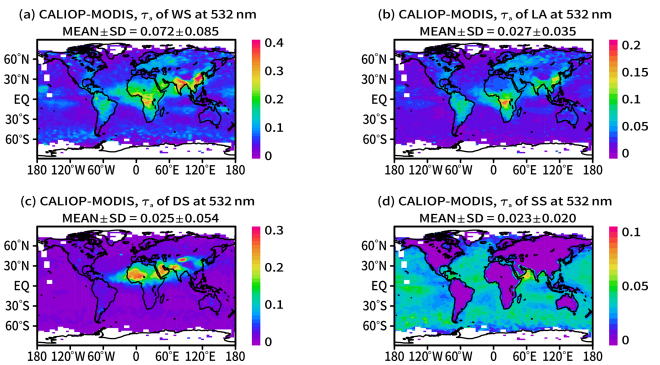 (a) CALIOP-MODIS, τₐ of WS at 532 nm
MEAN±SD = 0.072±0.085
60°N
30°N
EQ
30°S
60°S
180 120°W 60°W 0 60°E 120°E 180
0.4
0.3
0.2
0.1
0
(b) CALIOP-MODIS, τₐ of LA at 532 nm
MEAN±SD = 0.027±0.035
60°N
30°N
EQ
30°S
60°S
180 120°W 60°W 0 60°E 120°E 180
0.2
0.15
0.1
0.05
0
(c) CALIOP-MODIS, τₐ of DS at 532 nm
MEAN±SD = 0.025±0.054
60°N
30°N
EQ
30°S
60°S
180 120°W 60°W 0 60°E 120°E 180
0.3
0.2
0.1
0
(d) CALIOP-MODIS, τₐ of SS at 532 nm
MEAN±SD = 0.023±0.020
60°N
30°N
EQ
30°S
60°S
180 120°W 60°W 0 60°E 120°E 180
0.1
0.05
0